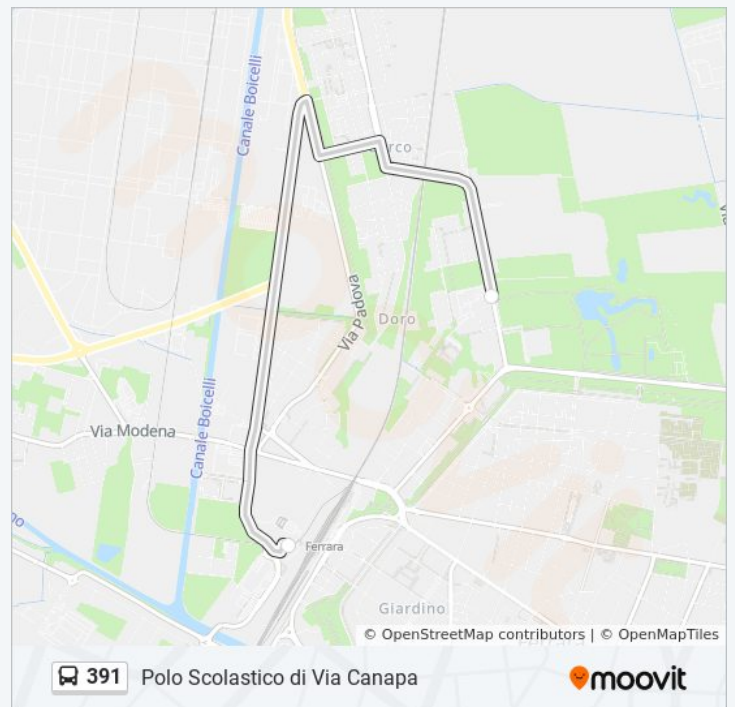 Canale Boicelli
Via Padova
Doro
Via Modena
Canale Boicelli
Ferrara
Giardino
© OpenStreetMap contributors | © OpenMapTiles
391 Polo Scolastico di Via Canapa
moovit